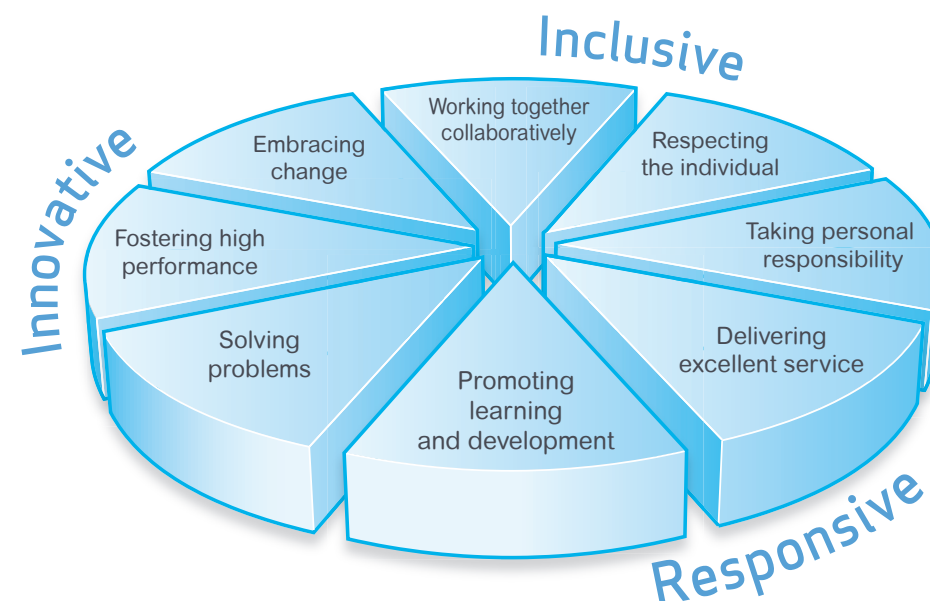 Inclusive
Working together
collaboratively
Respecting
the individual
Taking personal
responsibility
Delivering
excellent service
Responsive
Promoting
learning
and development
Solving
problems
Fostering high
performance
Innovative
Embracing
change